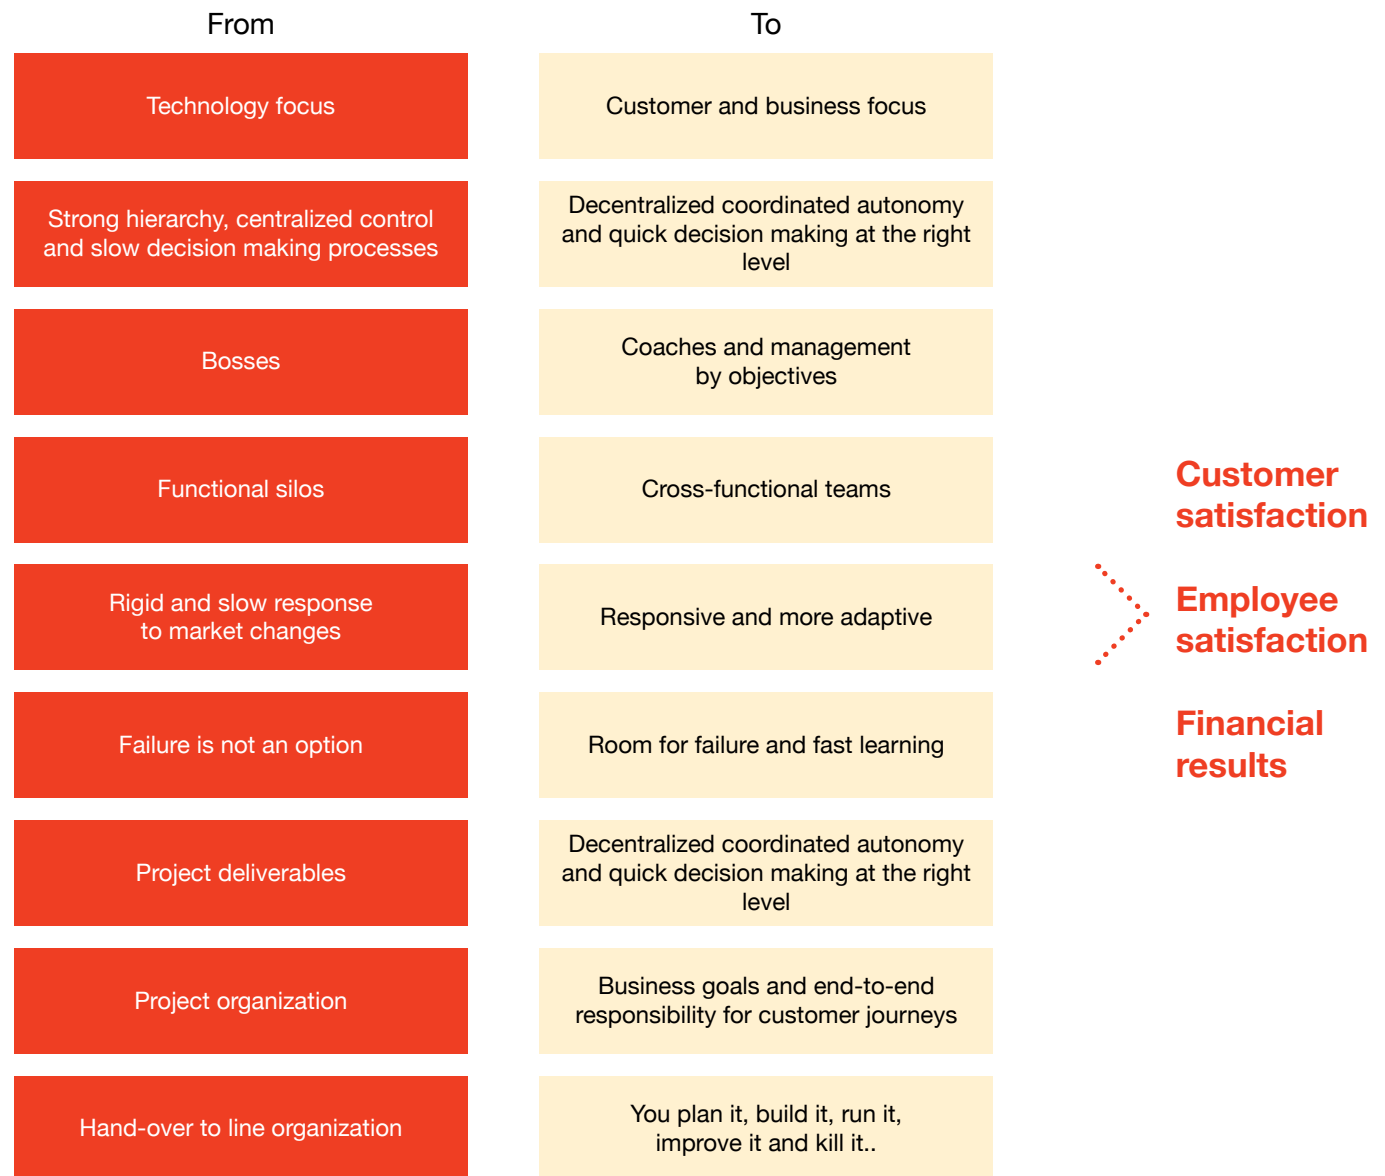 From
To
Technology focus
Customer and business focus
Strong hierarchy, centralized control
and slow decision making processes
Decentralized coordinated autonomy
and quick decision making at the right
level
Bosses
Coaches and management
by objectives
Functional silos
Cross-functional teams
Rigid and slow response
to market changes
Responsive and more adaptive
Failure is not an option
Room for failure and fast learning
Project deliverables
Decentralized coordinated autonomy
and quick decision making at the right
level
Project organization
Business goals and end-to-end
responsibility for customer journeys
Hand-over to line organization
You plan it, build it, run it,
improve it and kill it..
Customer
satisfaction
Employee
satisfaction
Financial
results